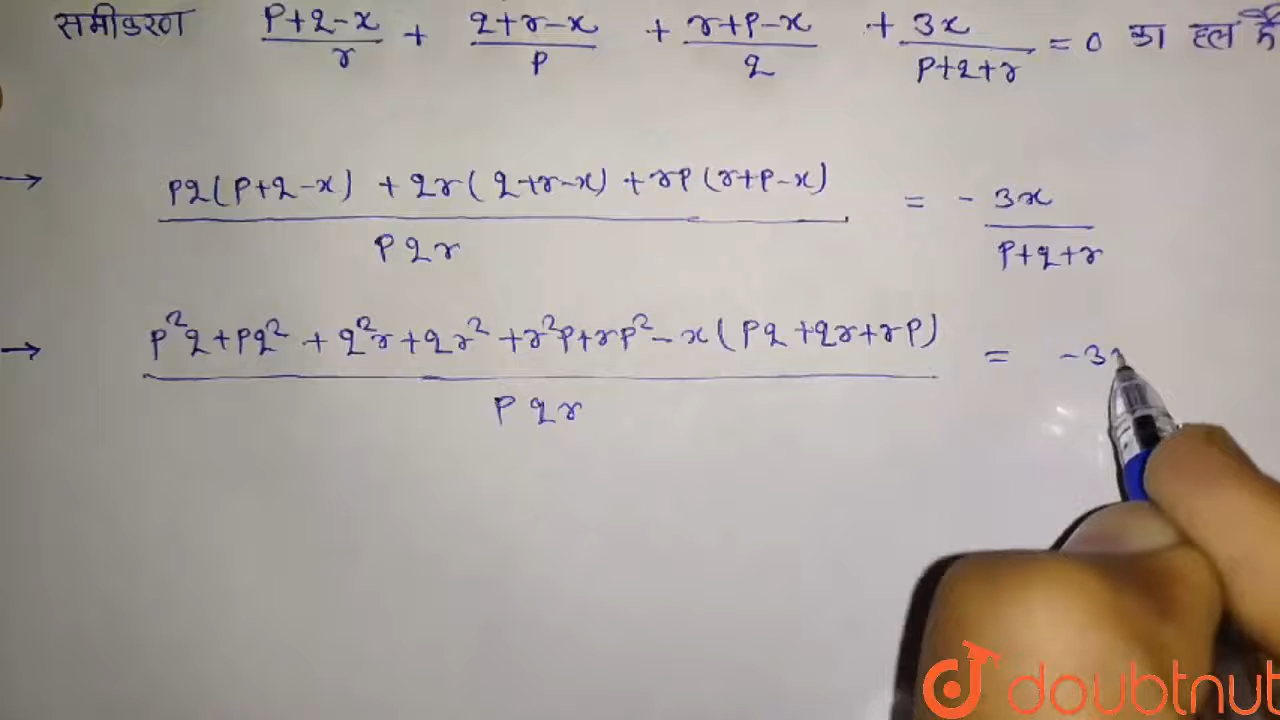 समीकरण (p+q-x)/r + (q+r-x)/p + (r+p-x)/q + 3x/(p+q+r) = 0 का हल है
→ (pq(p+q-x) + qr(q+r-x) + rp(r+p-x))/(pqr) = -3x/(p+q+r)
→ (p²q+pq² + q²r+qr² + r²p+rp² - x(pq+qr+rp))/(pqr) = -3x
doubtnut